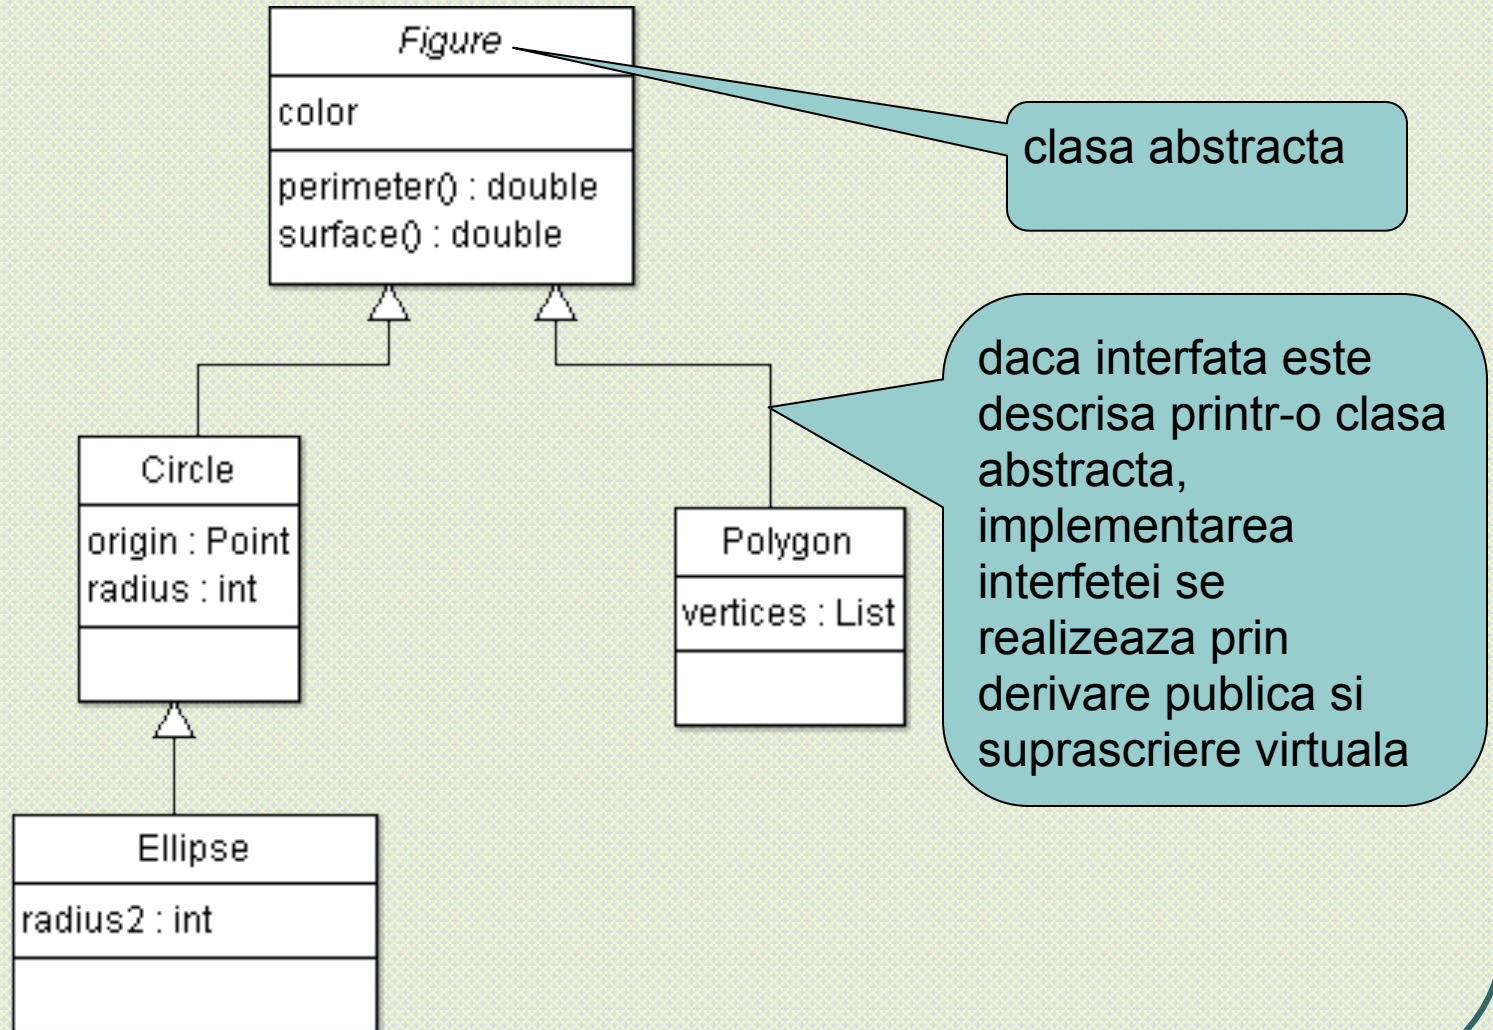 Figure
color
perimeter() : double
surface() : double
clasa abstracta
daca interfata este
descrisa printr-o clasa
abstracta,
implementarea
interfetei se
realizeaza prin
derivare publica si
suprascriere virtuala
Circle
origin : Point
radius : int
Polygon
vertices : List
Ellipse
radius2 : int